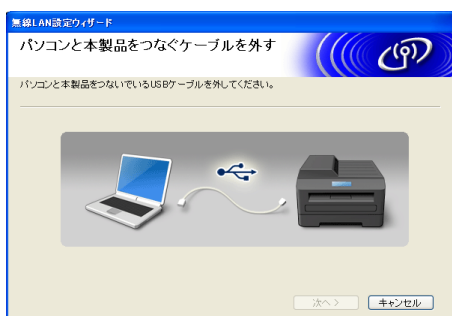 無線LAN設定ウィザード
パソコンと本製品をつなぐケーブルを外す
パソコンと本製品をつないでいるUSBケーブルを外してください。
次へ >
キャンセル